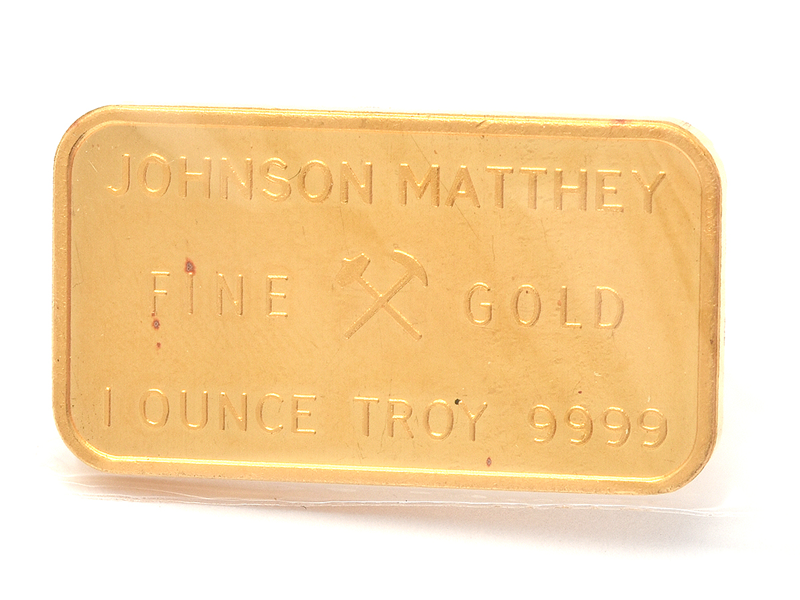 JOHNSON MATTHEY
FINE GOLD
1 OUNCE TROY 9999